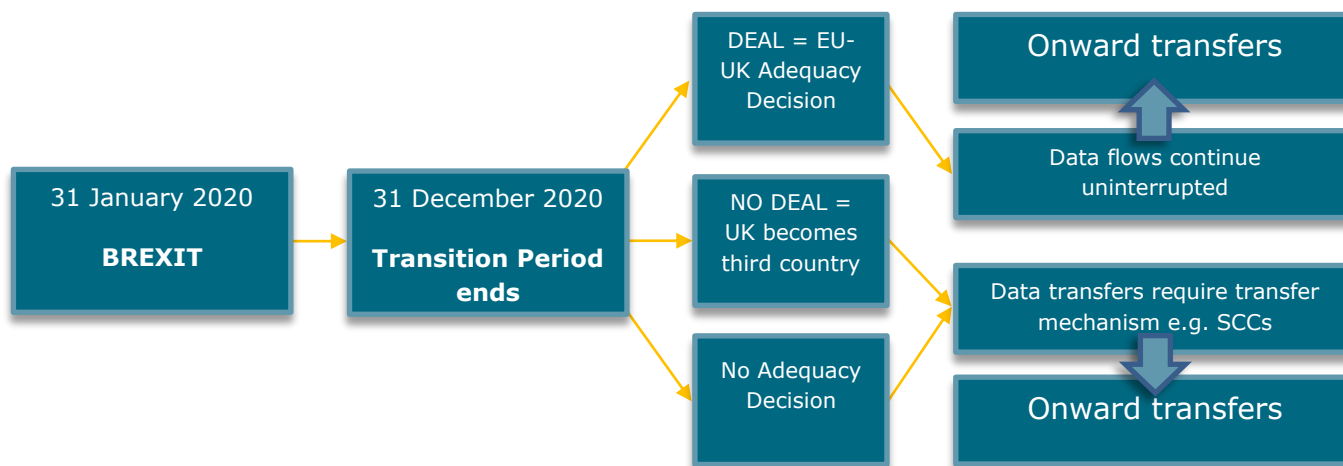 31 January 2020
BREXIT
31 December 2020
Transition Period
ends
DEAL = EU-
UK Adequacy
Decision
NO DEAL =
UK becomes
third country
No Adequacy
Decision
Onward transfers
Data flows continue
uninterrupted
Data transfers require transfer
mechanism e.g. SCCs
Onward transfers